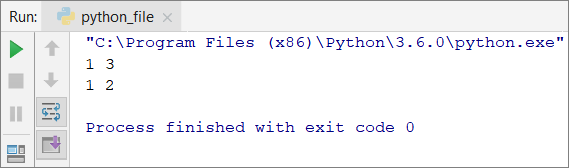 Run: python_file
"C:\Program Files (x86)\Python\3.6.0\python.exe"
1 3
1 2
Process finished with exit code 0